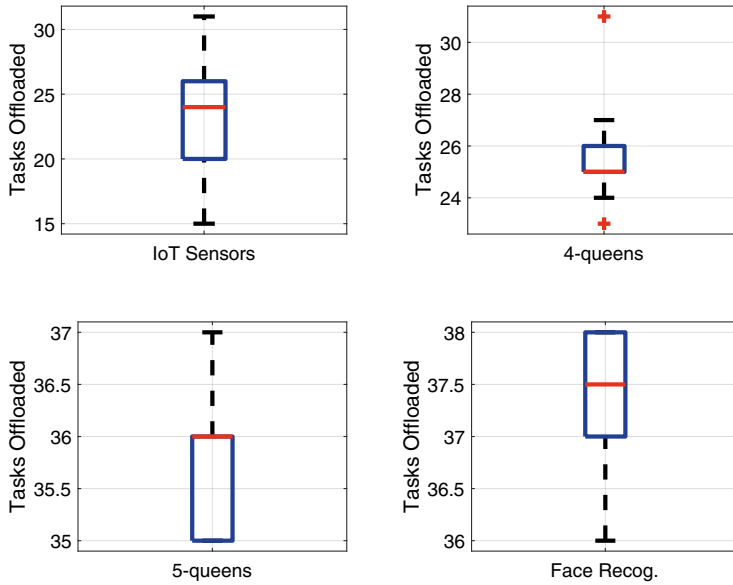 Tasks Offloaded
30
25
20
15
IoT Sensors
Tasks Offloaded
30
28
26
24
4-queens
Tasks Offloaded
37
36.5
36
35.5
35
5-queens
Tasks Offloaded
38
37.5
37
36.5
36
Face Recog.